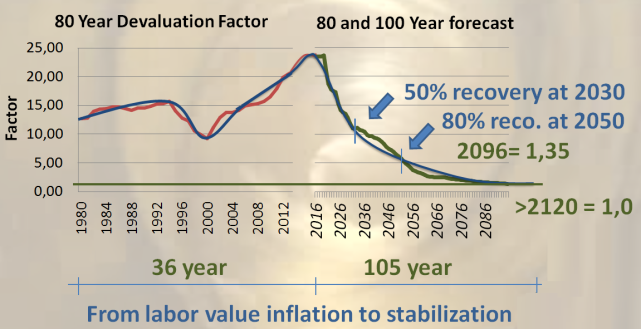 80 Year Devaluation Factor
80 and 100 Year forecast
Factor
25,00
20,00
15,00
10,00
5,00
0,00
50% recovery at 2030
80% reco. at 2050
2096= 1,35
>2120 = 1,0
1980 1984 1988 1992 1996 2000 2004 2008 2012
2016 2026 2036 2046 2056 2066 2076 2086
36 year
105 year
From labor value inflation to stabilization